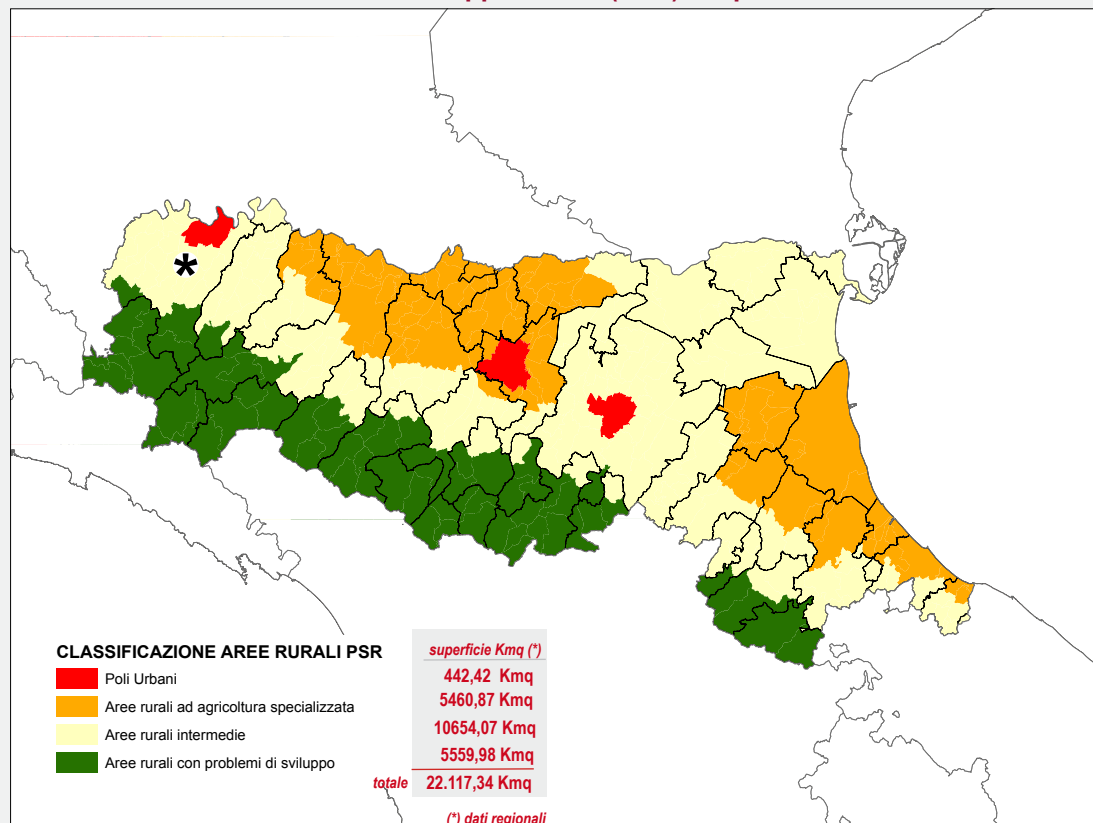 *
CLASSIFICAZIONE AREE RURALI PSR
superficie Kmq (*)
Poli Urbani
442,42 Kmq
Aree rurali ad agricoltura specializzata
5460,87 Kmq
Aree rurali intermedie
10654,07 Kmq
Aree rurali con problemi di sviluppo
5559,98 Kmq
totale 22.117,34 Kmq
(*) dati regionali